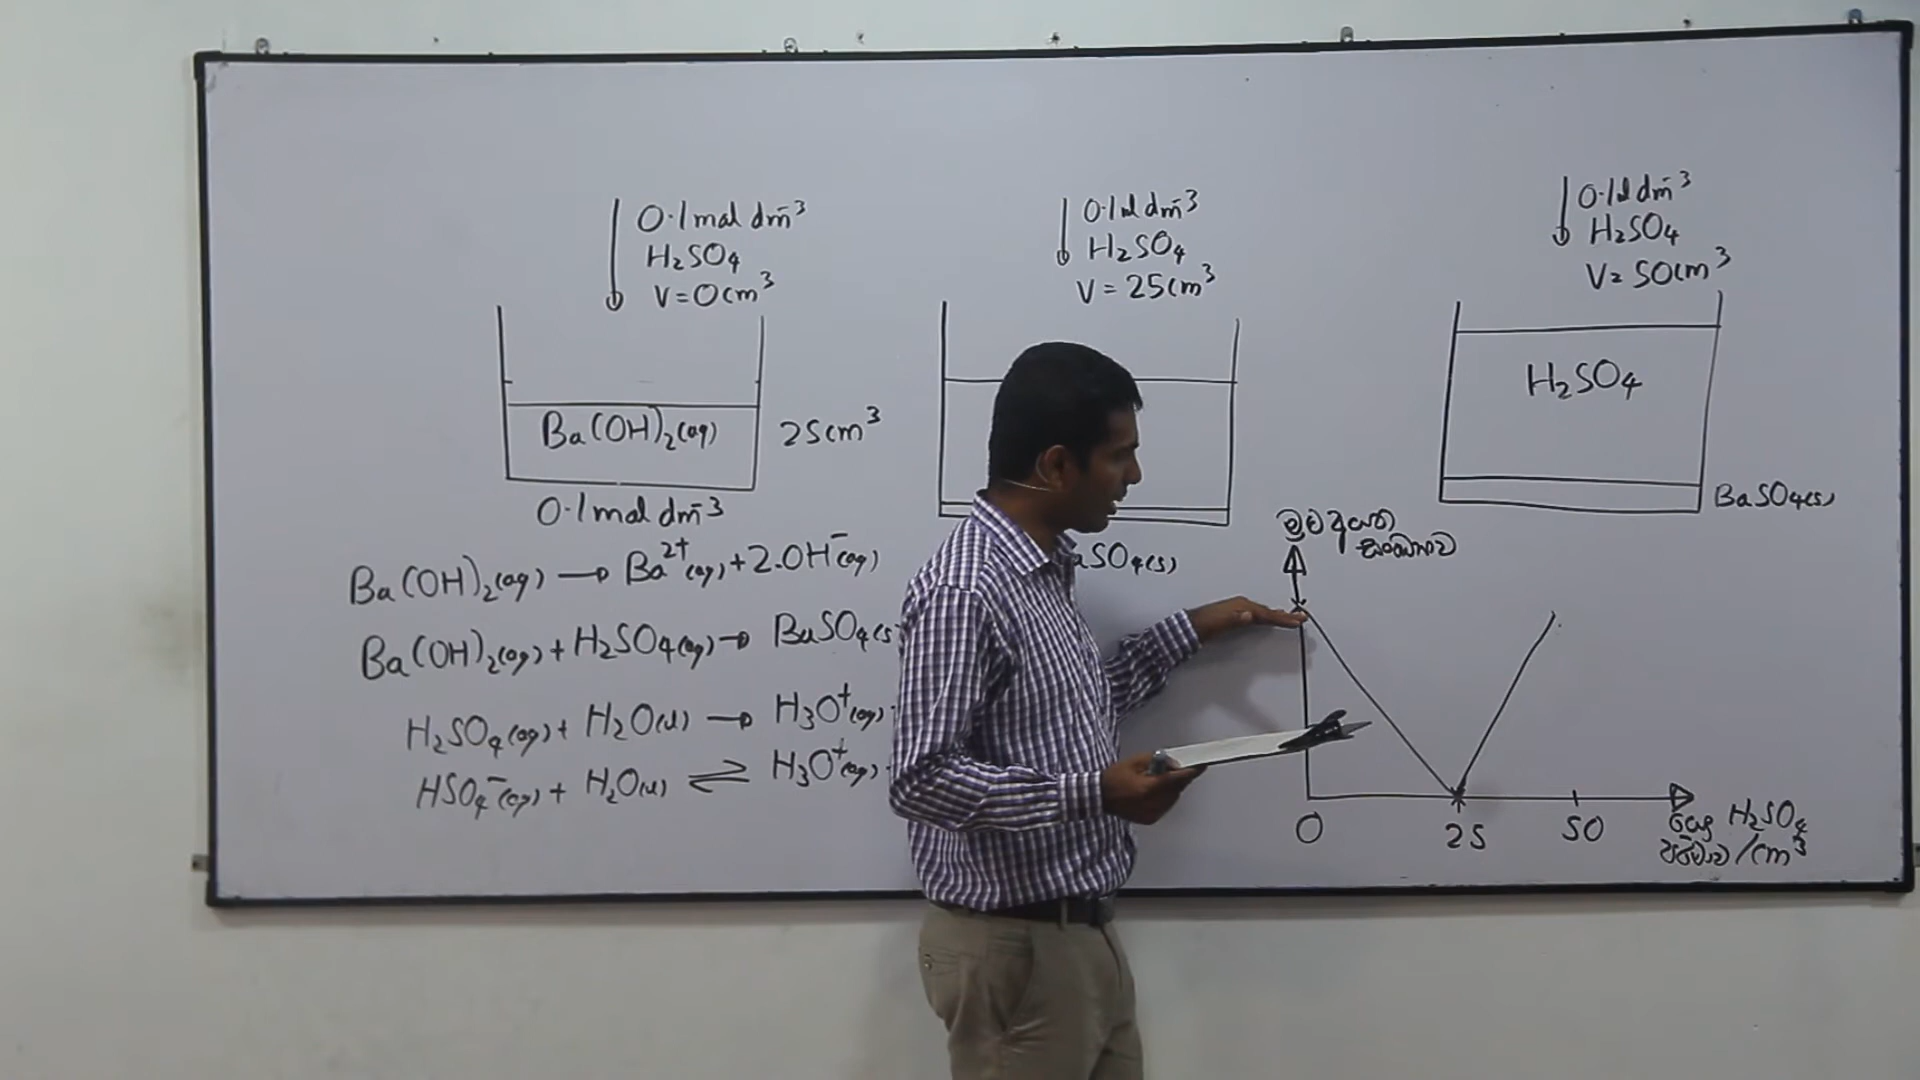 0.1 mol dm⁻³
H₂SO₄
V = 0 cm³
Ba(OH)₂(aq)
25 cm³
0.1 mol dm⁻³
0.1 mol dm⁻³
H₂SO₄
V = 25 cm³
aSO₄(s)
0.1 mol dm⁻³
H₂SO₄
V = 50 cm³
H₂SO₄
BaSO₄(s)
Ba(OH)₂(aq) → Ba²⁺(aq) + 2.OH⁻(aq)
Ba(OH)₂(aq) + H₂SO₄(aq) → BaSO₄(s
H₂SO₄(aq) + H₂O(l) → H₃O⁺(aq)
HSO₄⁻(aq) + H₂O(l) ⇌ H₃O⁺(aq)
0 25 50
H₂SO₄
/cm³